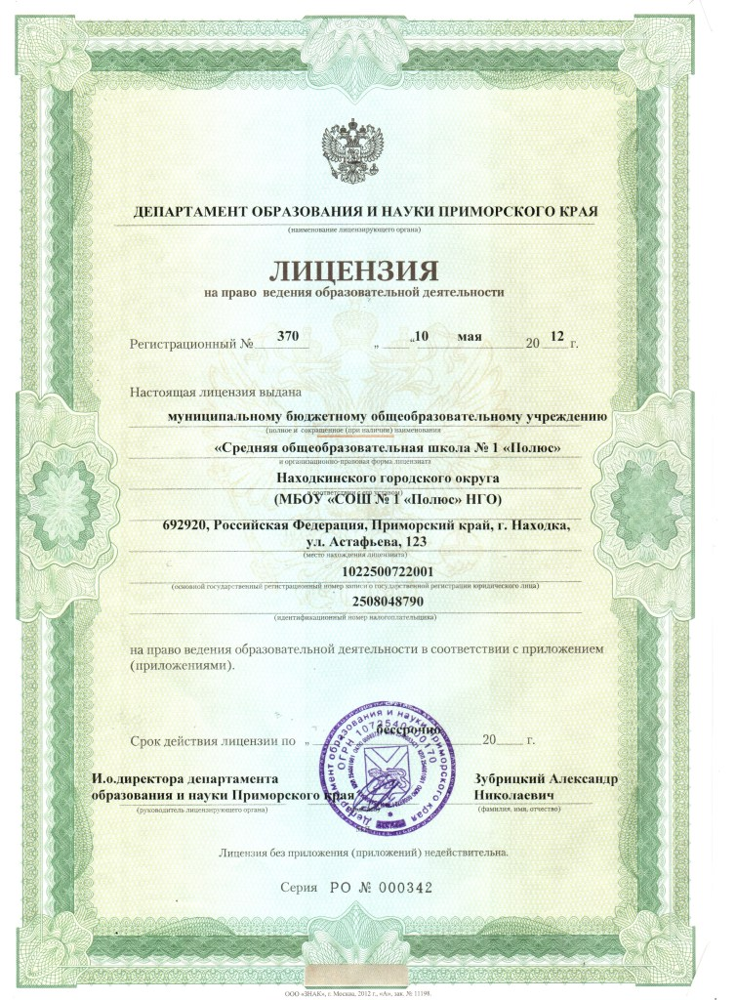 ДЕПАРТАМЕНТ ОБРАЗОВАНИЯ И НАУКИ ПРИМОРСКОГО КРАЯ
(наименование лицензирующего органа)
ЛИЦЕНЗИЯ
на право ведения образовательной деятельности
Регистрационный № 370 „ „10 мая 20 12 г.
Настоящая лицензия выдана
муниципальному бюджетному общеобразовательному учреждению
(полное и сокращенное (при наличии) наименования
«Средняя общеобразовательная школа № 1 «Полюс»
и организационно-правовая форма лицензиата
Находкинского городского округа
в соответствии с его уставом)
(МБОУ «СОШ № 1 «Полюс» НГО)
692920, Российская Федерация, Приморский край, г. Находка,
ул. Астафьева, 123
(место нахождения лицензиата)
1022500722001
(основной государственный регистрационный номер записи о государственной регистрации юридического лица)
2508048790
(идентификационный номер налогоплательщика)
на право ведения образовательной деятельности в соответствии с приложением
(приложениями).
Срок действия лицензии по „ бессрочно 20 г.
Департамент образования и науки Приморского края
И.о.директора департамента
образования и науки Приморского края
(руководитель лицензирующего органа)
Зубрицкий Александр
Николаевич
(фамилия, имя, отчество)
Лицензия без приложения (приложений) недействительна.
Серия РО № 000342
ООО «ЗНАК», г. Москва, 2012 г., «А», зак. № 11198.